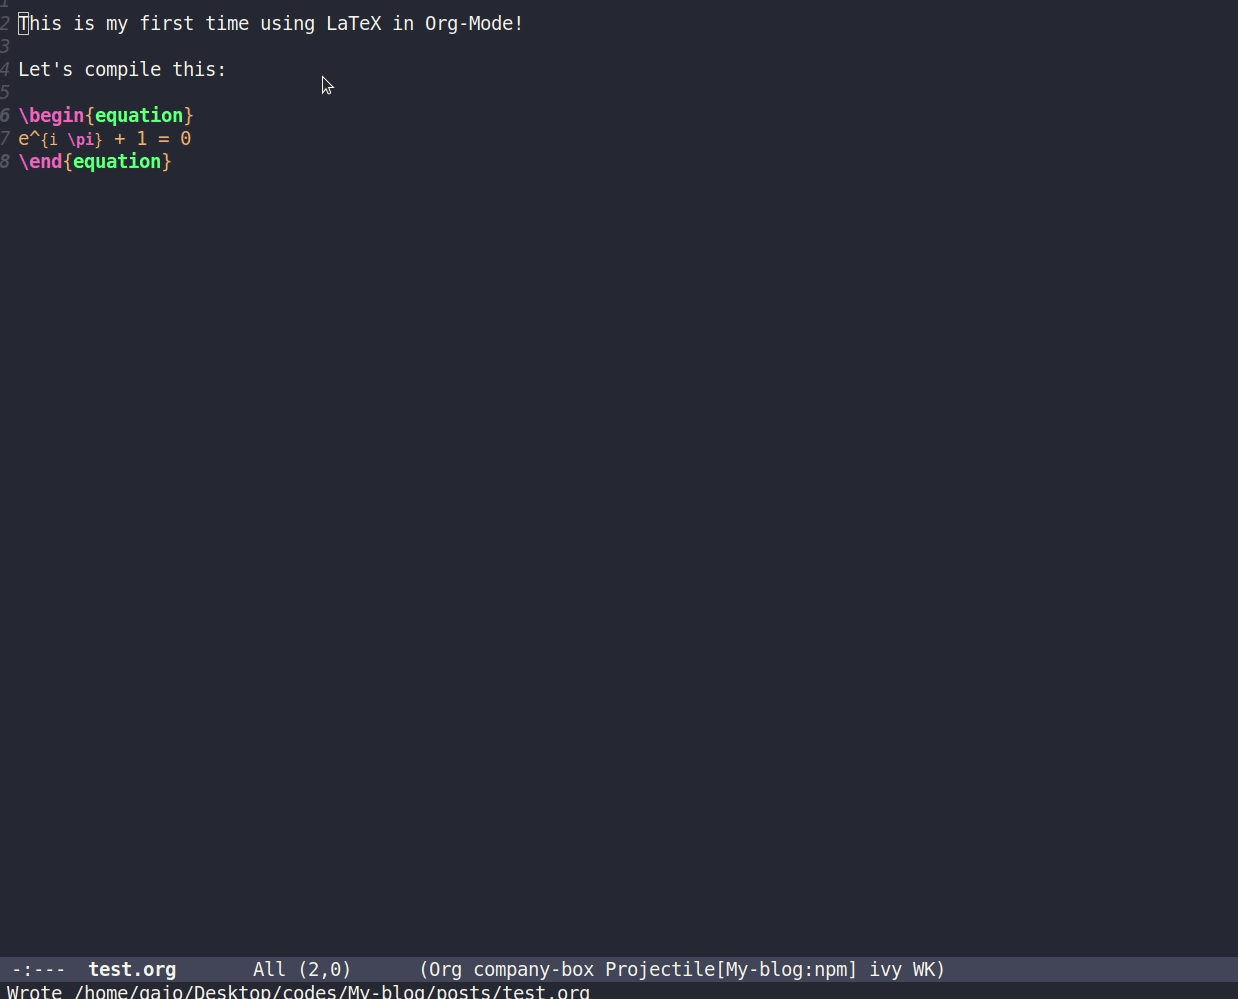 1
2 This is my first time using LaTeX in Org-Mode!
3
4 Let's compile this:
5
6 \begin{equation}
7 e^{i \pi} + 1 = 0
8 \end{equation}
-:--- test.org All (2,0) (Org company-box Projectile[My-blog:npm] ivy WK)
Wrote /home/gajo/Desktop/codes/My-blog/posts/test.org